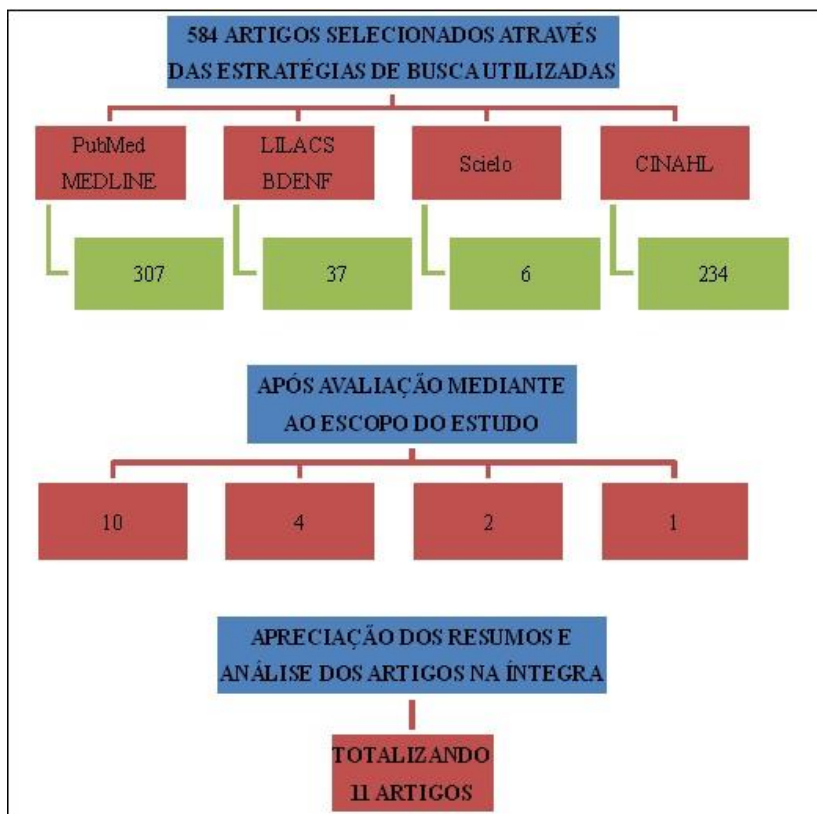 584 ARTIGOS SELECIONADOS ATRAVÉS
DAS ESTRATÉGIAS DE BUSCA UTILIZADAS
PubMed
MEDLINE
LILACS
BDENF
Scielo
CINAHL
307
37
6
234
APÓS AVALIAÇÃO MEDIANTE
AO ESCOPO DO ESTUDO
10
4
2
1
APRECIAÇÃO DOS RESUMOS E
ANÁLISE DOS ARTIGOS NA ÍNTEGRA
TOTALIZANDO
11 ARTIGOS